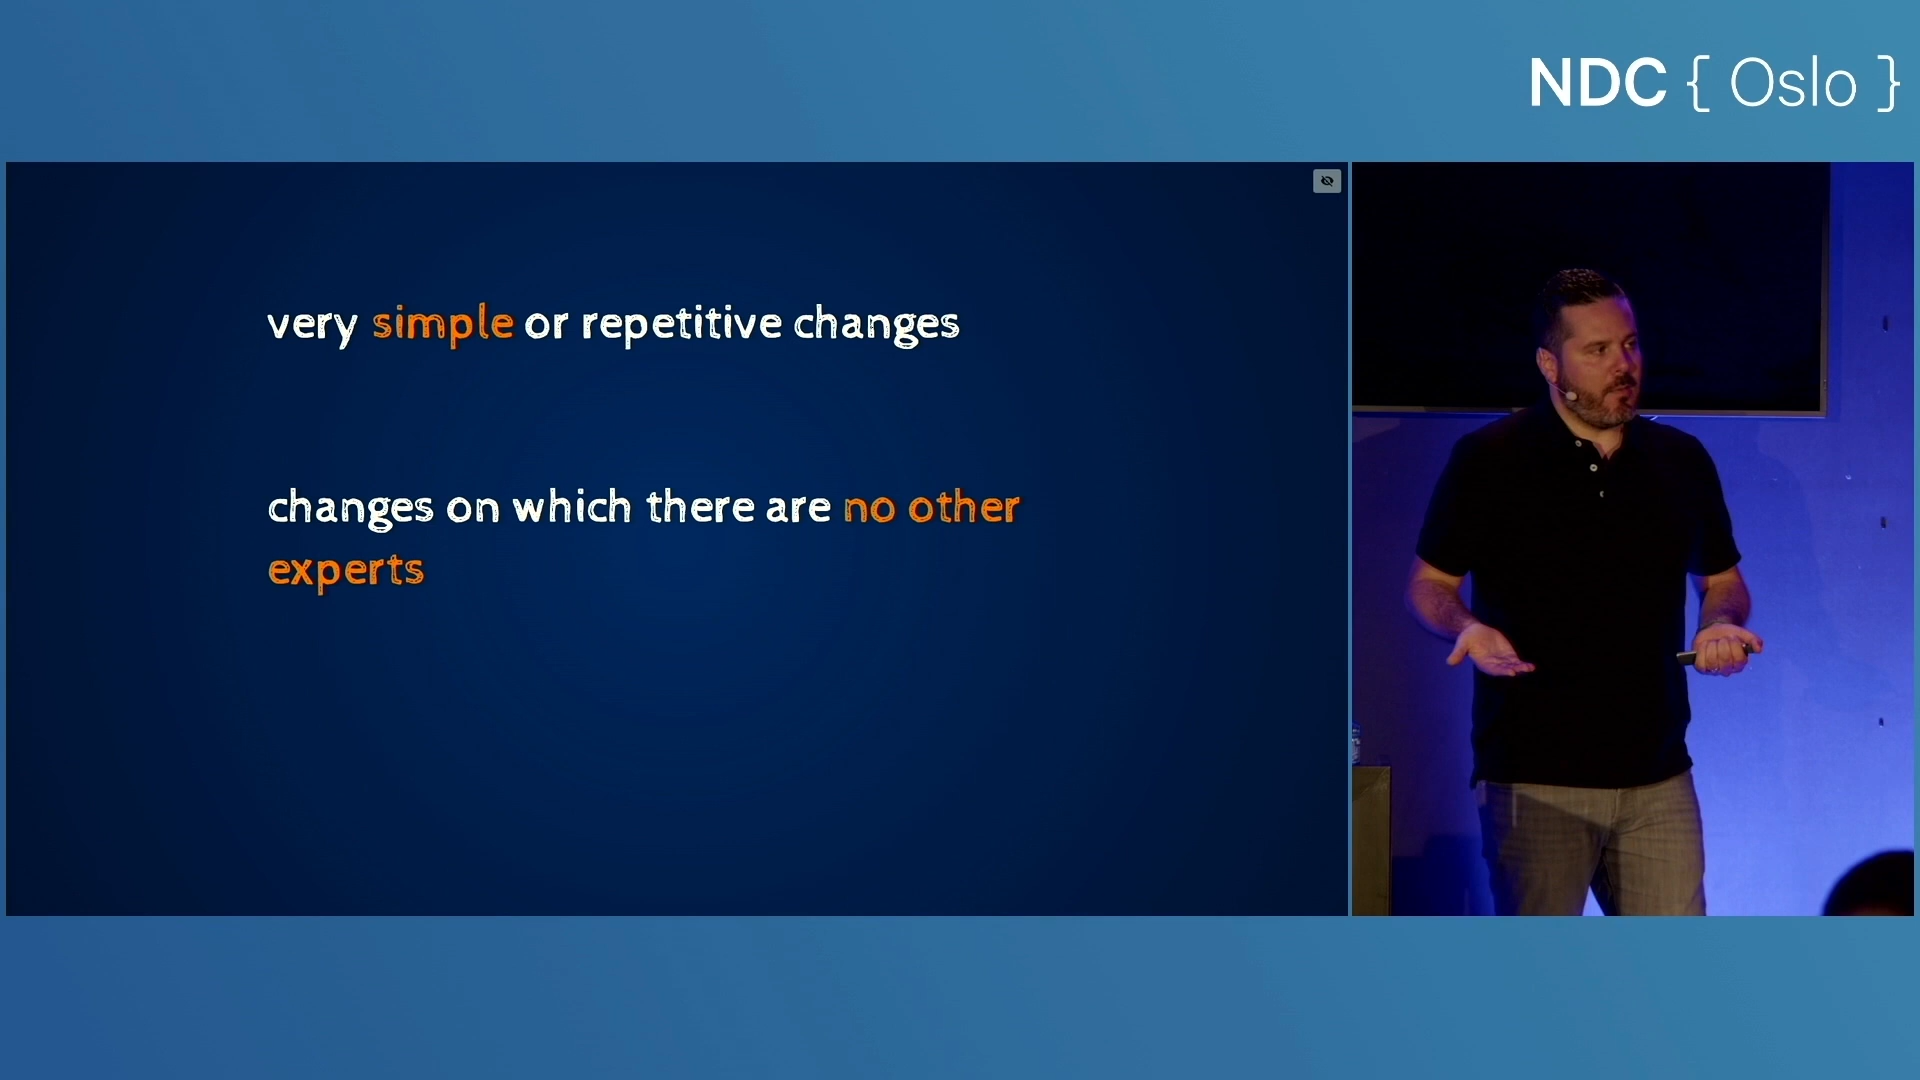 NDC { Oslo }
very simple or repetitive changes
changes on which there are no other
experts